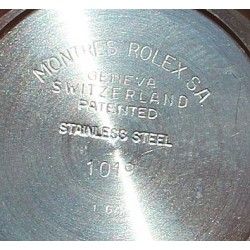 MONTRES ROLEX SA
GENEVA
SWITZERLAND
PATENTED
STAINLESS STEEL